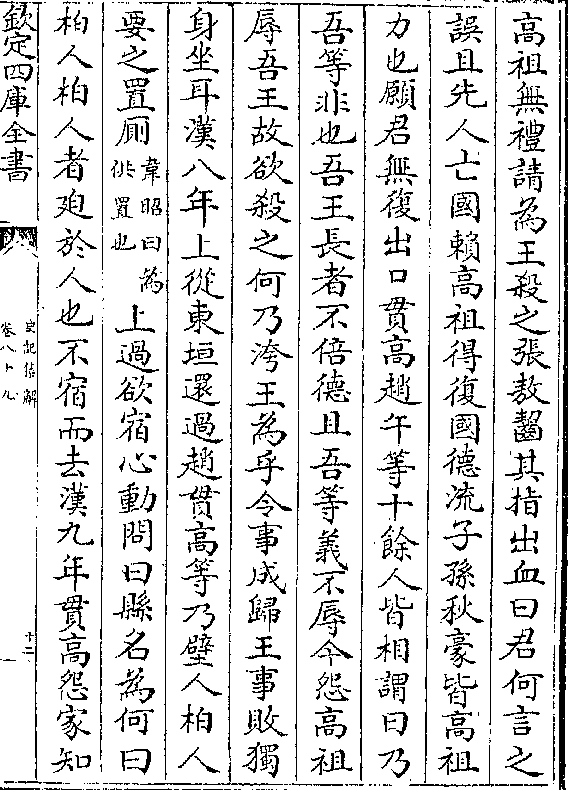 高祖無禮請為王殺之張敖齧其指出血曰君何言之
誤且先人亡國賴高祖得復國德流子孫秋豪皆高祖
力也願君無復出口貫高趙午等十餘人皆相謂曰乃
吾等非也吾王長者不倍德且吾等義不辱今怨高祖
辱吾王故欲殺之何乃洿王為乎令事成歸王事敗獨
身坐耳漢八年上從東垣還過趙貫高等乃壁人柏人
要之置厠韋昭曰為供置也上過欲宿心動問曰縣名為何曰
柏人柏人者廹於人也不宿而去漢九年貫高怨家知
欽定四庫全書
史記集解
卷八十九
十二